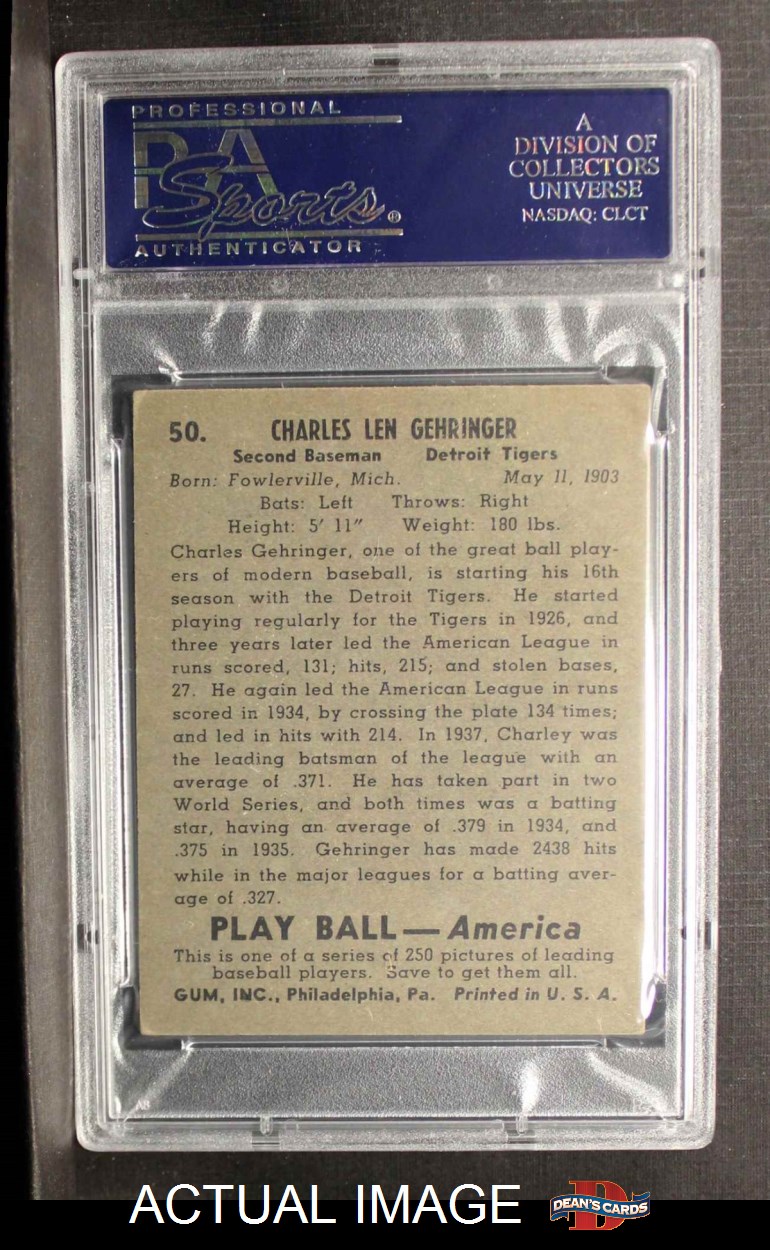 PROFESSIONAL
PSA
Sports®
AUTHENTICATOR
A
DIVISION OF
COLLECTORS
UNIVERSE
NASDAQ: CLCT
50. CHARLES LEN GEHRINGER
Second Baseman Detroit Tigers
Born: Fowlerville, Mich. May 11, 1903
Bats: Left Throws: Right
Height: 5′ 11″ Weight: 180 lbs.
Charles Gehringer, one of the great ball play-
ers of modern baseball, is starting his 16th
season with the Detroit Tigers. He started
playing regularly for the Tigers in 1926, and
three years later led the American League in
runs scored, 131; hits, 215; and stolen bases,
27. He again led the American League in runs
scored in 1934, by crossing the plate 134 times;
and led in hits with 214. In 1937, Charley was
the leading batsman of the league with an
average of .371. He has taken part in two
World Series, and both times was a batting
star, having an average of .379 in 1934, and
.375 in 1935. Gehringer has made 2438 hits
while in the major leagues for a batting aver-
age of .327.
PLAY BALL—America
This is one of a series of 250 pictures of leading
baseball players. Save to get them all.
GUM, INC., Philadelphia, Pa. Printed in U. S. A.
ACTUAL IMAGE
DEAN'S CARDS